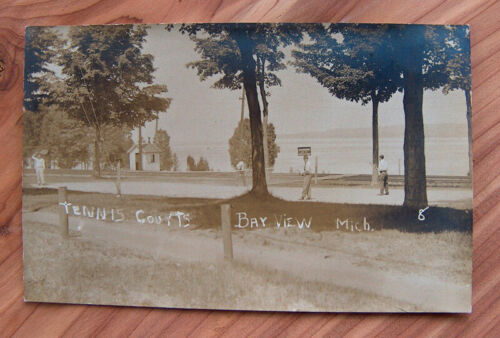 TENNIS COURTS BAY VIEW Mich. 8